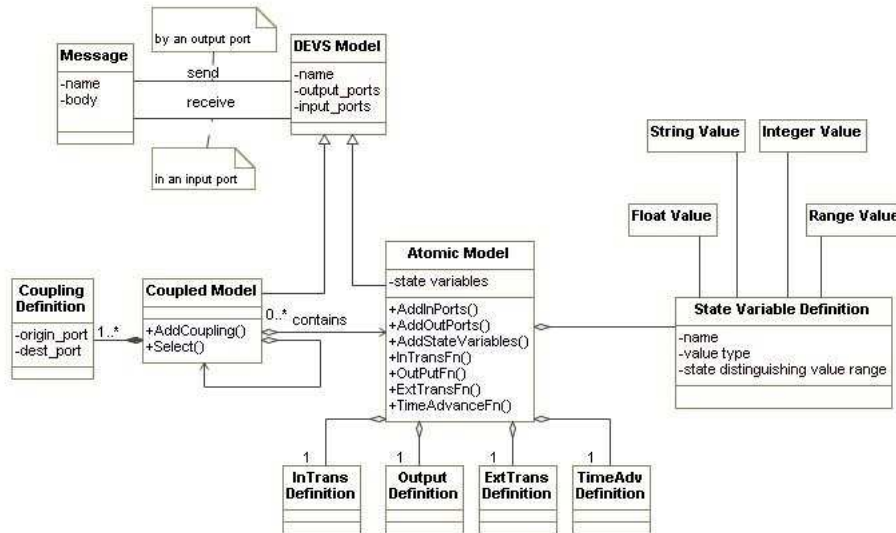 by an output port
Message
-name
-body
send
receive
in an input port
DEVS Model
-name
-output_ports
-input_ports
String Value
Integer Value
Float Value
Range Value
Coupling
Definition
-origin_port
-dest_port
1..*
Coupled Model
+AddCoupling()
+Select()
0..*
contains
Atomic Model
-state variables
+AddInPorts()
+AddOutPorts()
+AddStateVariables()
+InTransFn()
+OutPutFn()
+ExtTransFn()
+TimeAdvanceFn()
State Variable Definition
-name
-value type
-state distinguishing value range
1
InTrans
Definition
1
Output
Definition
1
ExtTrans
Definition
1
TimeAdv
Definition